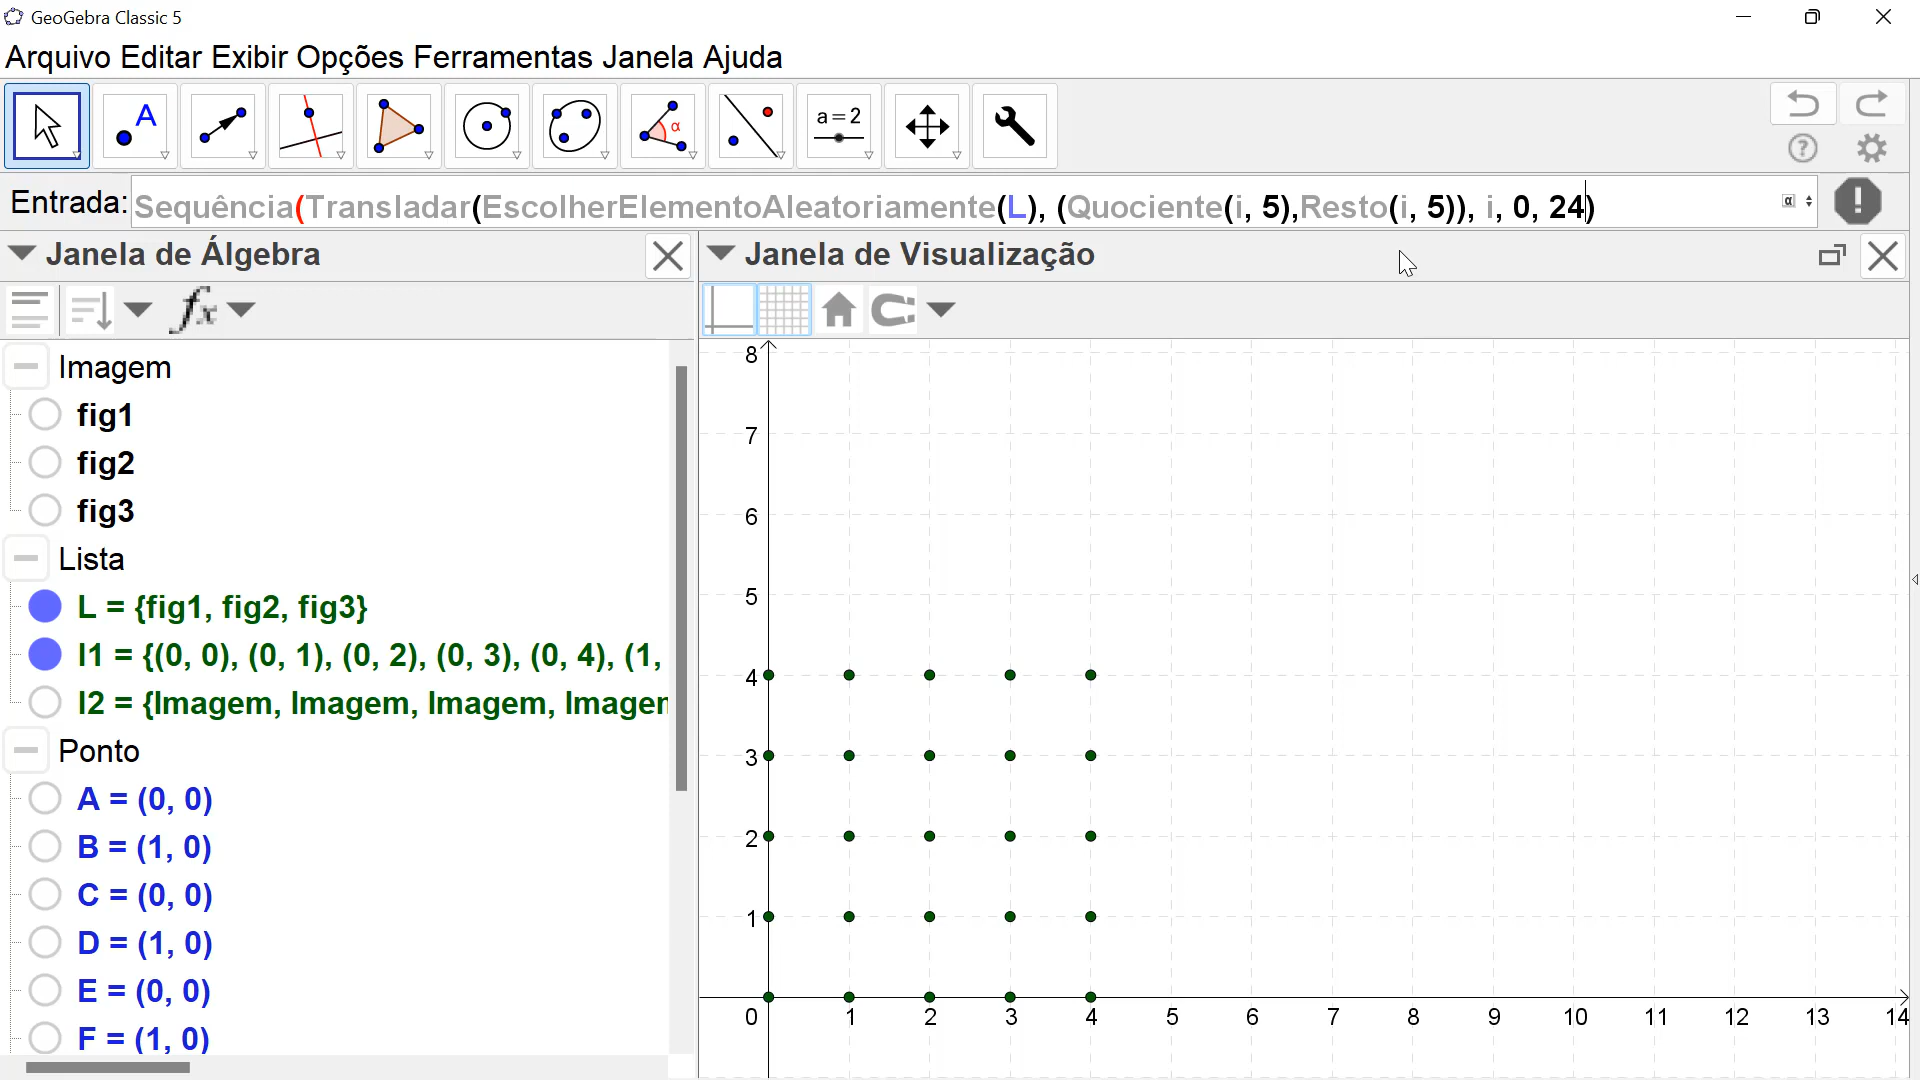 GeoGebra Classic 5
Arquivo Editar Exibir Opções Ferramentas Janela Ajuda
A
α
a = 2
Entrada: Sequência(Transladar(EscolherElementoAleatoriamente(L), (Quociente(i, 5),Resto(i, 5)), i, 0, 24)
α
Janela de Álgebra
Janela de Visualização
fx
Imagem
fig1
fig2
fig3
Lista
L = {fig1, fig2, fig3}
l1 = {(0, 0), (0, 1), (0, 2), (0, 3), (0, 4), (1,
l2 = {Imagem, Imagem, Imagem, Imagem
Ponto
A = (0, 0)
B = (1, 0)
C = (0, 0)
D = (1, 0)
E = (0, 0)
F = (1, 0)
8
7
6
5
4
3
2
1
0 1 2 3 4 5 6 7 8 9 10 11 12 13 14